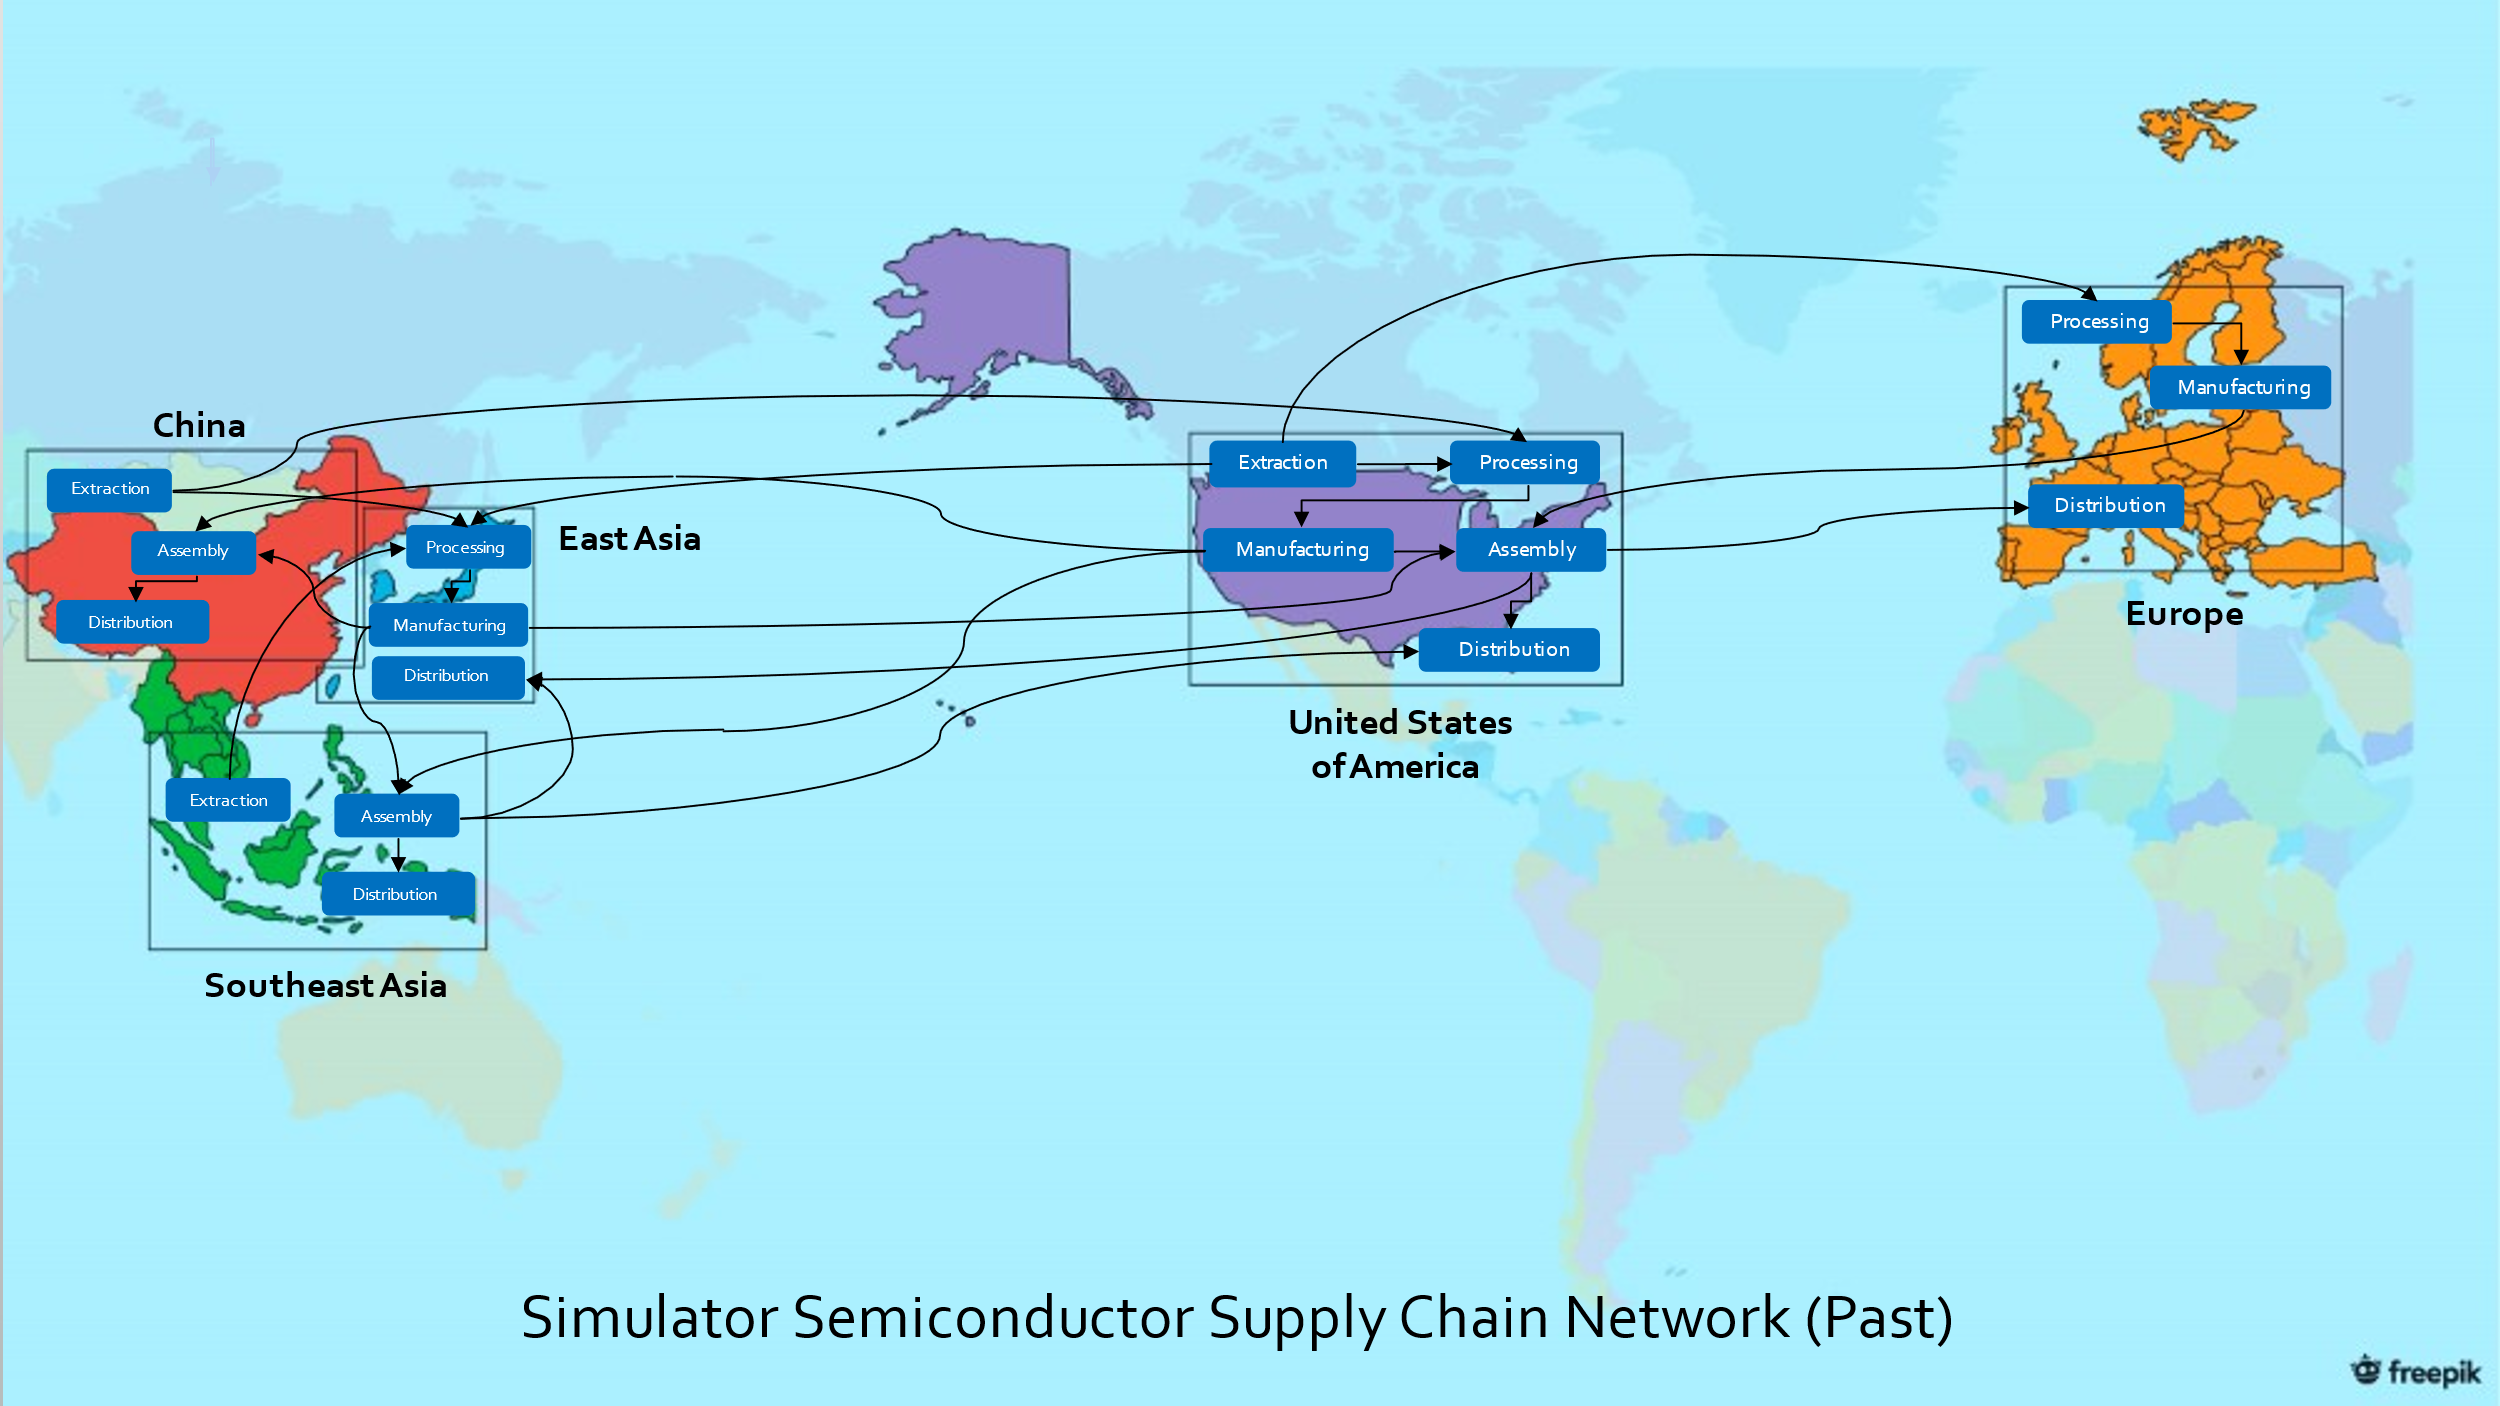 China
Extraction
Assembly
Distribution
East Asia
Processing
Manufacturing
Distribution
Southeast Asia
Extraction
Assembly
Distribution
Extraction
Processing
Manufacturing
Assembly
Distribution
United States
of America
Processing
Manufacturing
Distribution
Europe
Simulator Semiconductor Supply Chain Network (Past)
freepik